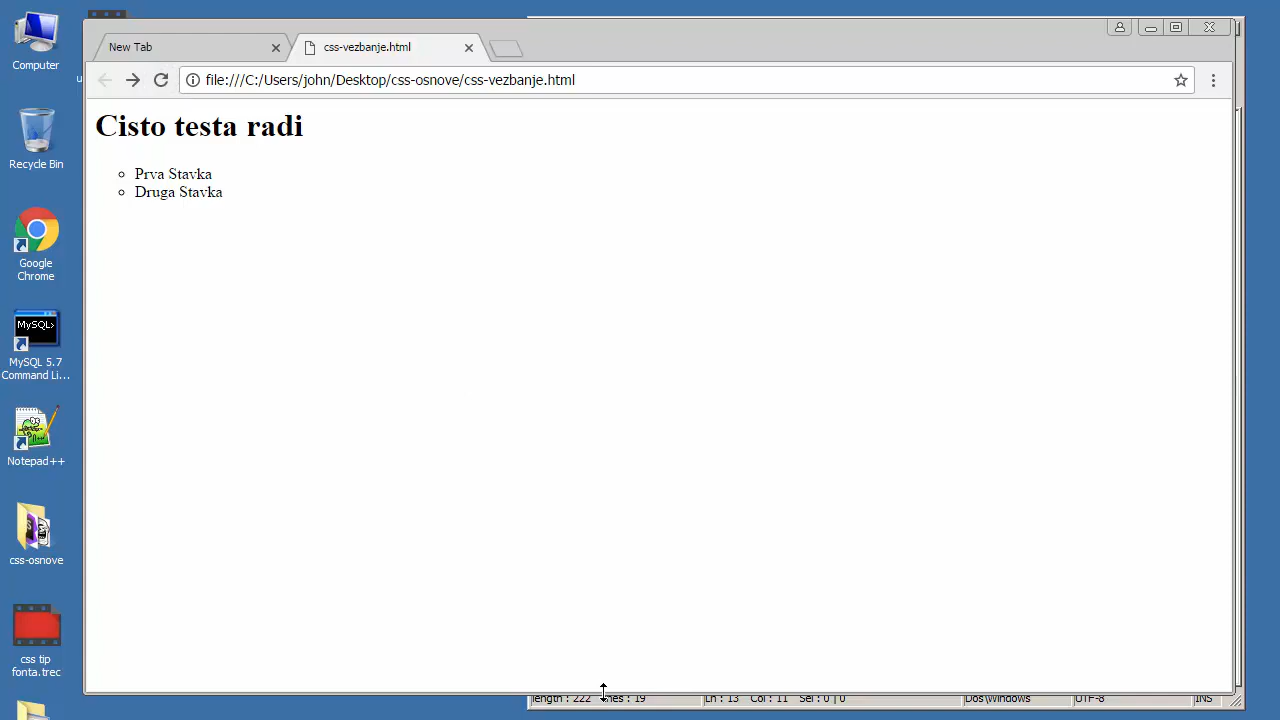 New Tab
css-vezbanje.html
file:///C:/Users/john/Desktop/css-osnove/css-vezbanje.html
Cisto testa radi
Prva Stavka
Druga Stavka
Computer
Recycle Bin
Google
Chrome
MySQL>
MySQL 5.7
Command Li...
Notepad++
css-osnove
css tip
fonta.trec
length : 222 Ln : 13 Col : 11 Sel : 0 | 0 Dos\Windows UTF-8 INS